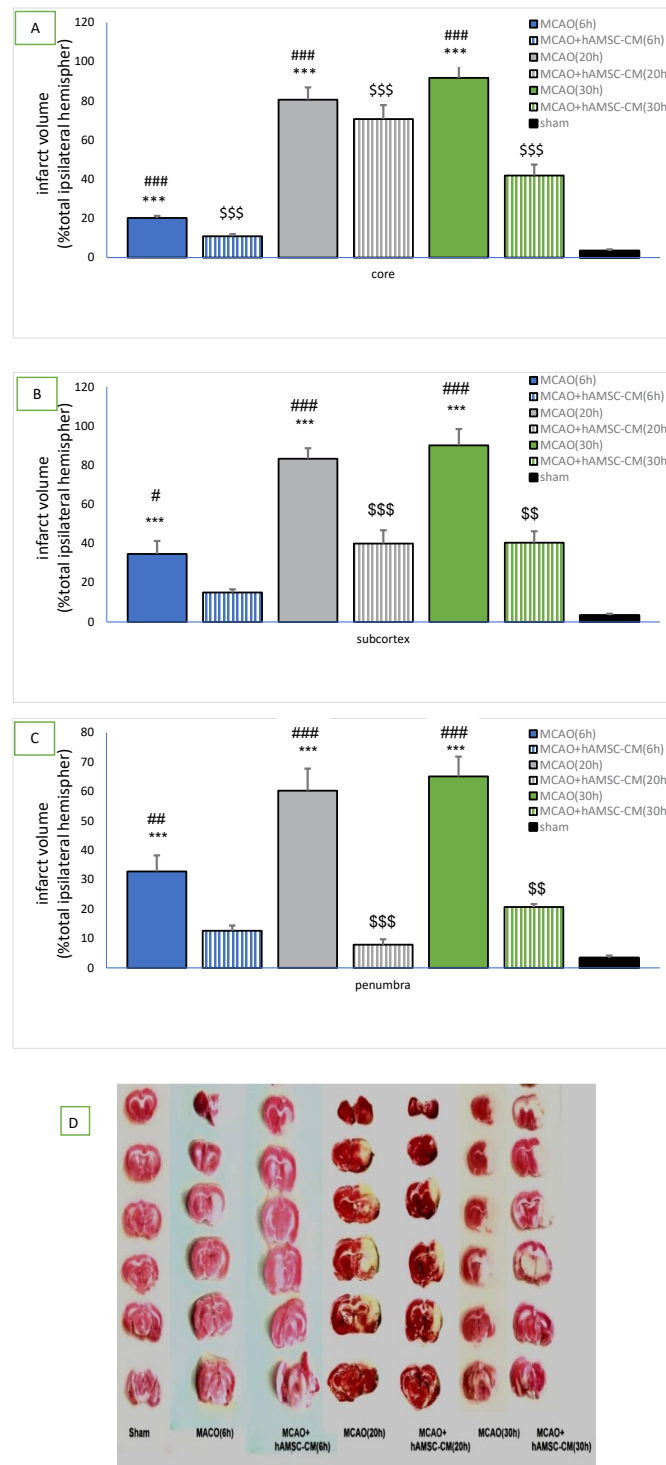 A
infarct volume
(%total ipsilateral hemispher)
120
100
80
60
40
20
0
###
***
$$$
###
***
$$$
###
***
$$$
core
MCAO(6h)
MCAO+hAMSC-CM(6h)
MCAO(20h)
MCAO+hAMSC-CM(20h
MCAO(30h)
MCAO+hAMSC-CM(30h
sham
B
infarct volume
(%total ipsilateral hemispher)
120
100
80
60
40
20
0
#
***
###
***
$$$
###
***
$$
subcortex
MCAO(6h)
MCAO+hAMSC-CM(6h)
MCAO(20h)
MCAO+hAMSC-CM(20h
MCAO(30h)
MCAO+hAMSC-CM(30h
sham
C
infarct volume
(%total ipsilateral hemispher)
80
70
60
50
40
30
20
10
0
##
***
###
***
$$$
###
***
$$
penumbra
MCAO(6h)
MCAO+hAMSC-CM(6h)
MCAO(20h)
MCAO+hAMSC-CM(20h
MCAO(30h)
MCAO+hAMSC-CM(30h
sham
D
Sham
MACO(6h)
MCAO+
hAMSC-CM(6h)
MCAO(20h)
MCAO+
hAMSC-CM(20h)
MCAO(30h)
MCAO+
hAMSC-CM(30h)